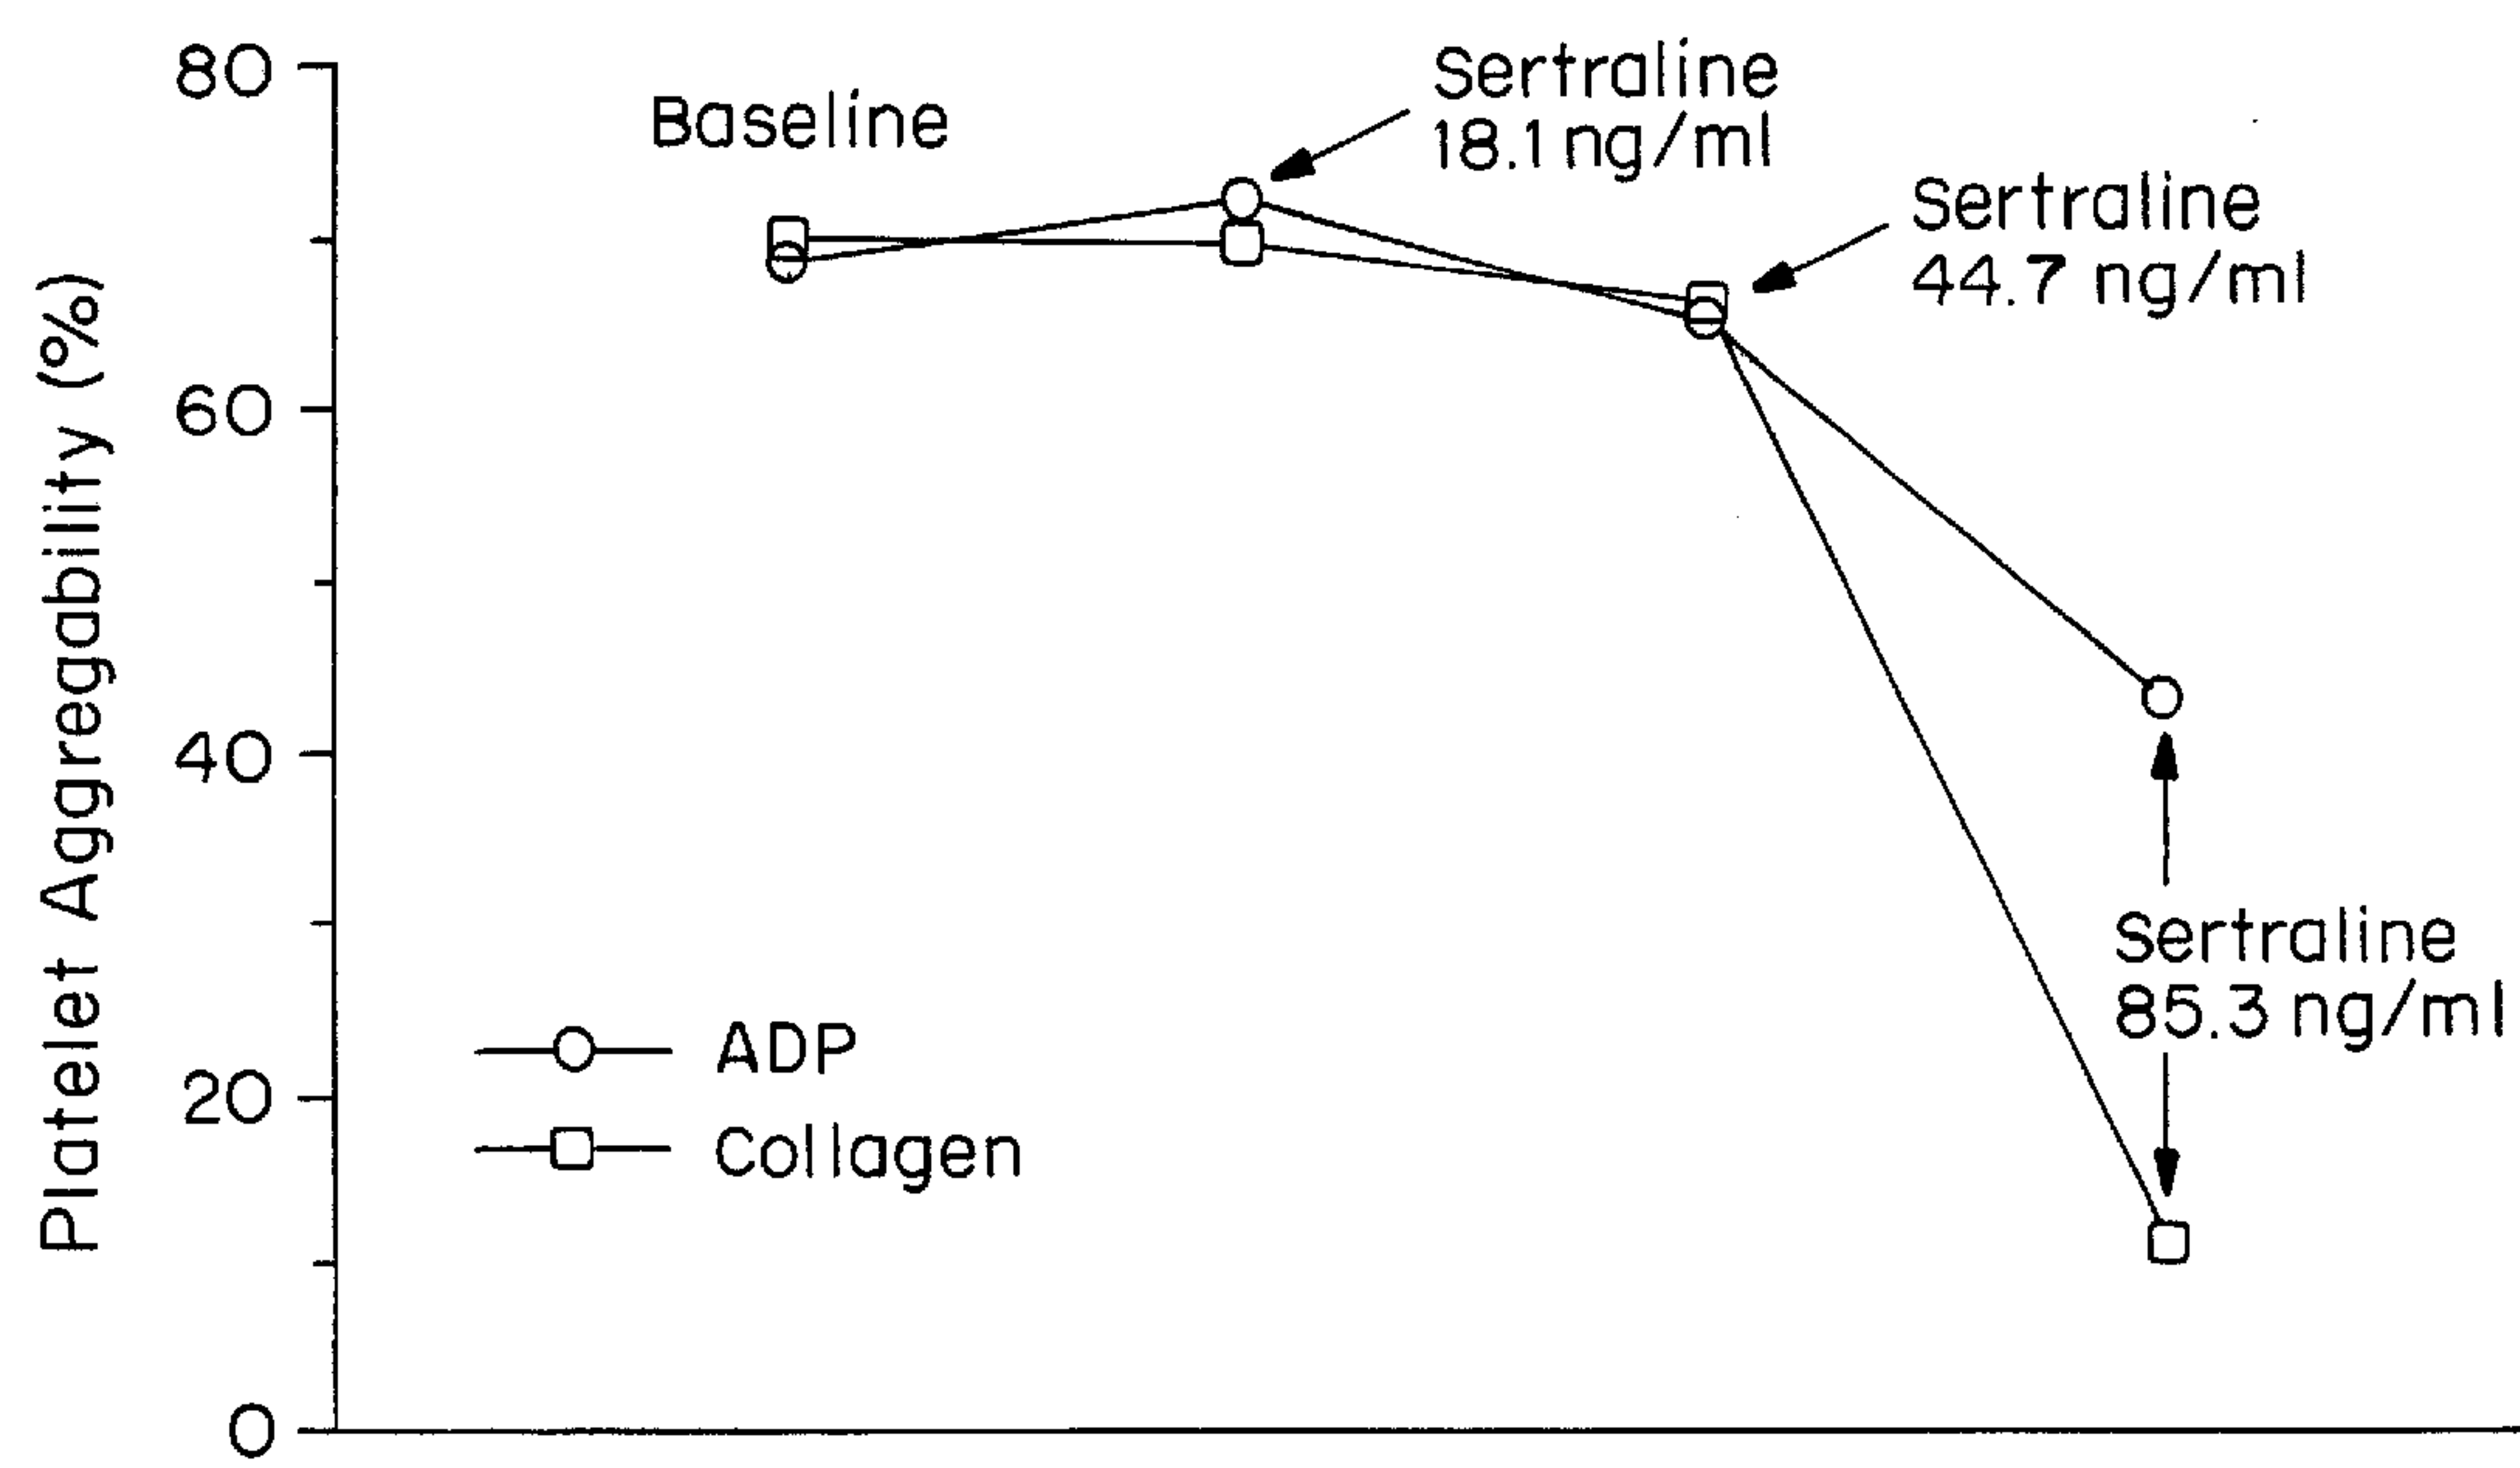 Platelet Aggregability (%)
80
60
40
20
0
Baseline
Sertraline
18.1 ng/ml
Sertraline
44.7 ng/ml
Sertraline
85.3 ng/ml
ADP
Collagen